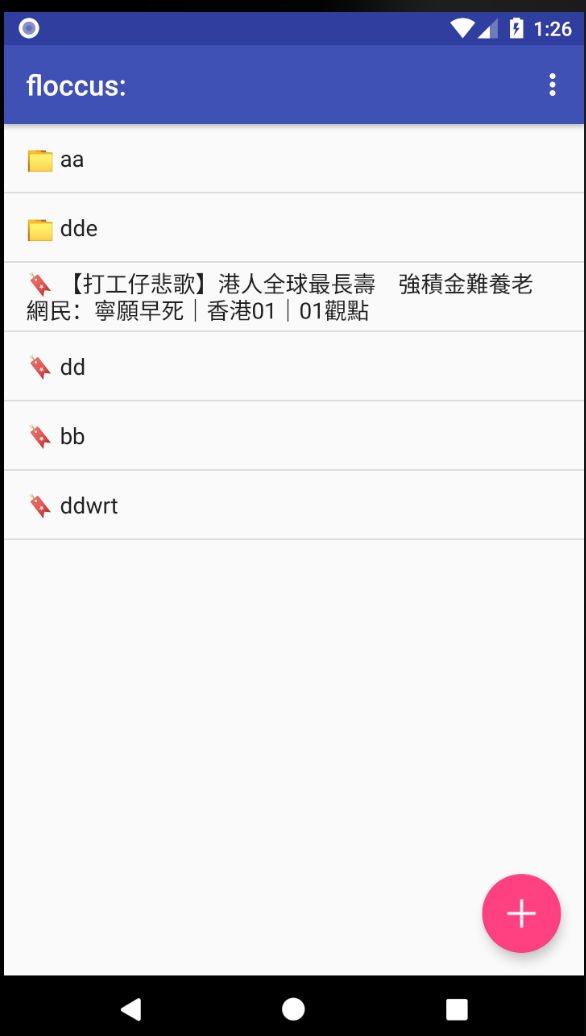 1:26
floccus:
aa
dde
【打工仔悲歌】港人全球最長壽　強積金難養老
網民：寧願早死｜香港01｜01觀點
dd
bb
ddwrt